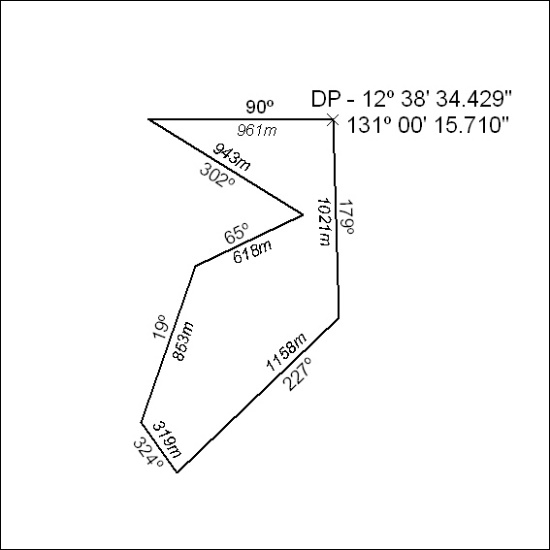 90º
961m
DP - 12º 38' 34.429"
131º 00' 15.710"
943m
302º
179º
1021m
65º
618m
19º
853m
1158m
227º
319m
324º